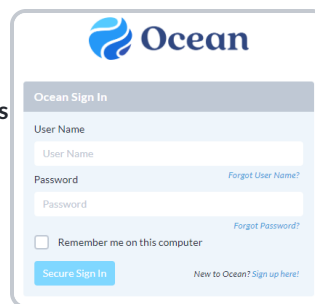 Ocean
Ocean Sign In
s
User Name
User Name
Forgot User Name?
Password
Password
Forgot Password?
Remember me on this computer
Secure Sign In
New to Ocean? Sign up here!